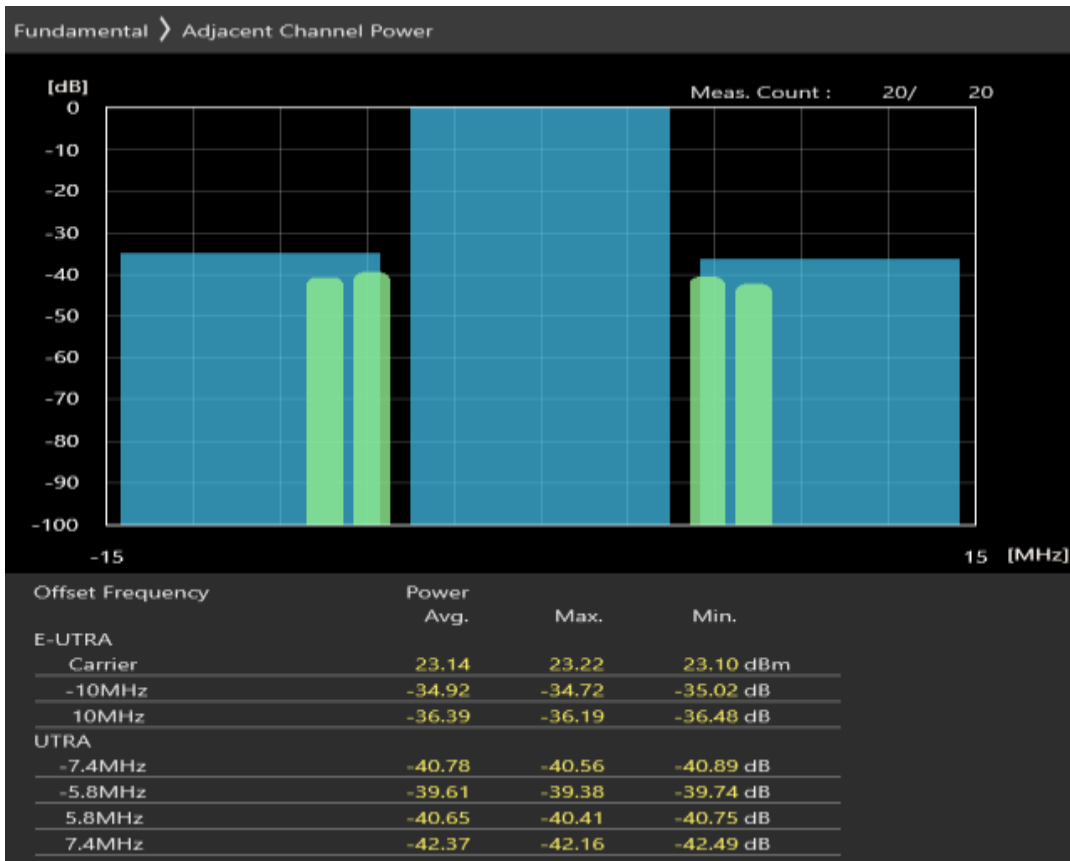 Fundamental 〉 Adjacent Channel Power
[dB]
Meas. Count : 20/ 20
0
-10
-20
-30
-40
-50
-60
-70
-80
-90
-100
-15 15 [MHz]
Offset Frequency Power
Avg. Max. Min.
E-UTRA
Carrier 23.14 23.22 23.10 dBm
-10MHz -34.92 -34.72 -35.02 dB
10MHz -36.39 -36.19 -36.48 dB
UTRA
-7.4MHz -40.78 -40.56 -40.89 dB
-5.8MHz -39.61 -39.38 -39.74 dB
5.8MHz -40.65 -40.41 -40.75 dB
7.4MHz -42.37 -42.16 -42.49 dB